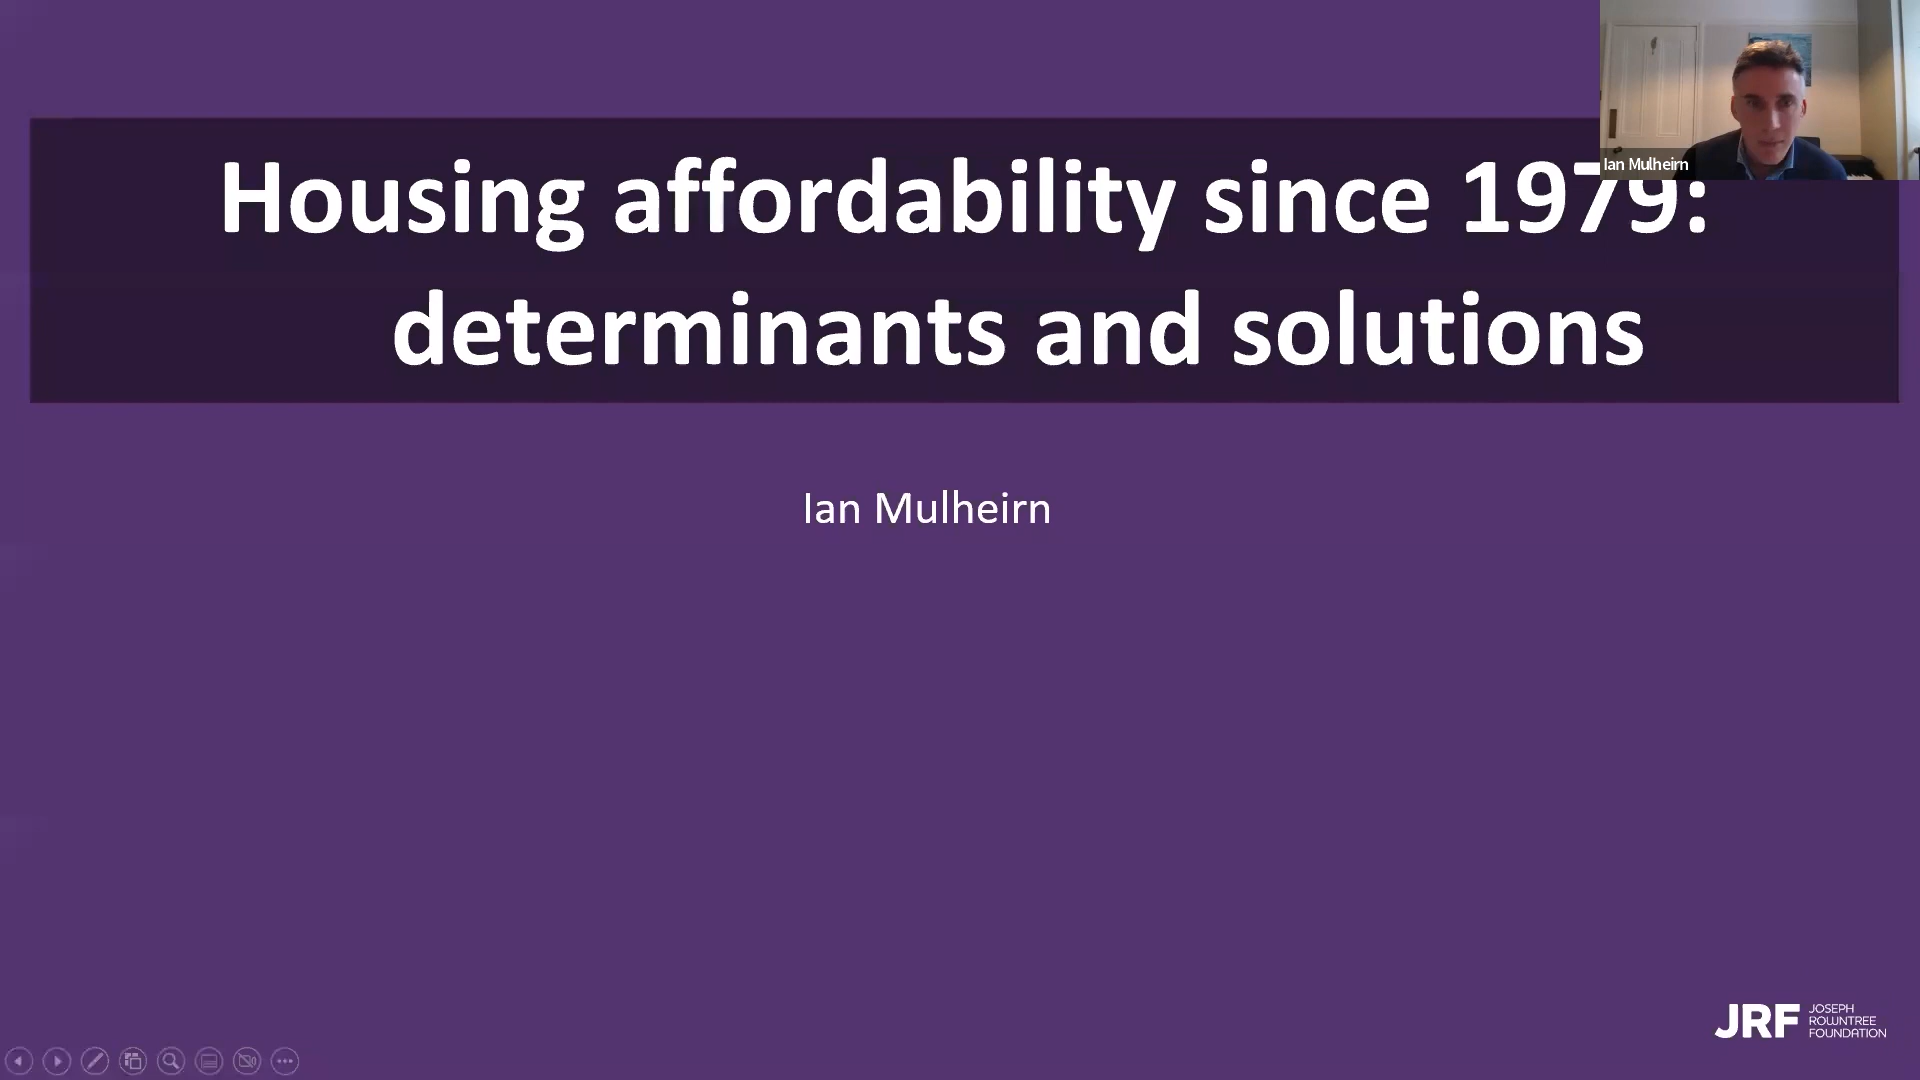 Ian Mulheirn
Housing affordability since 1979:
determinants and solutions
Ian Mulheirn
JRF
JOSEPH
ROWNTREE
FOUNDATION